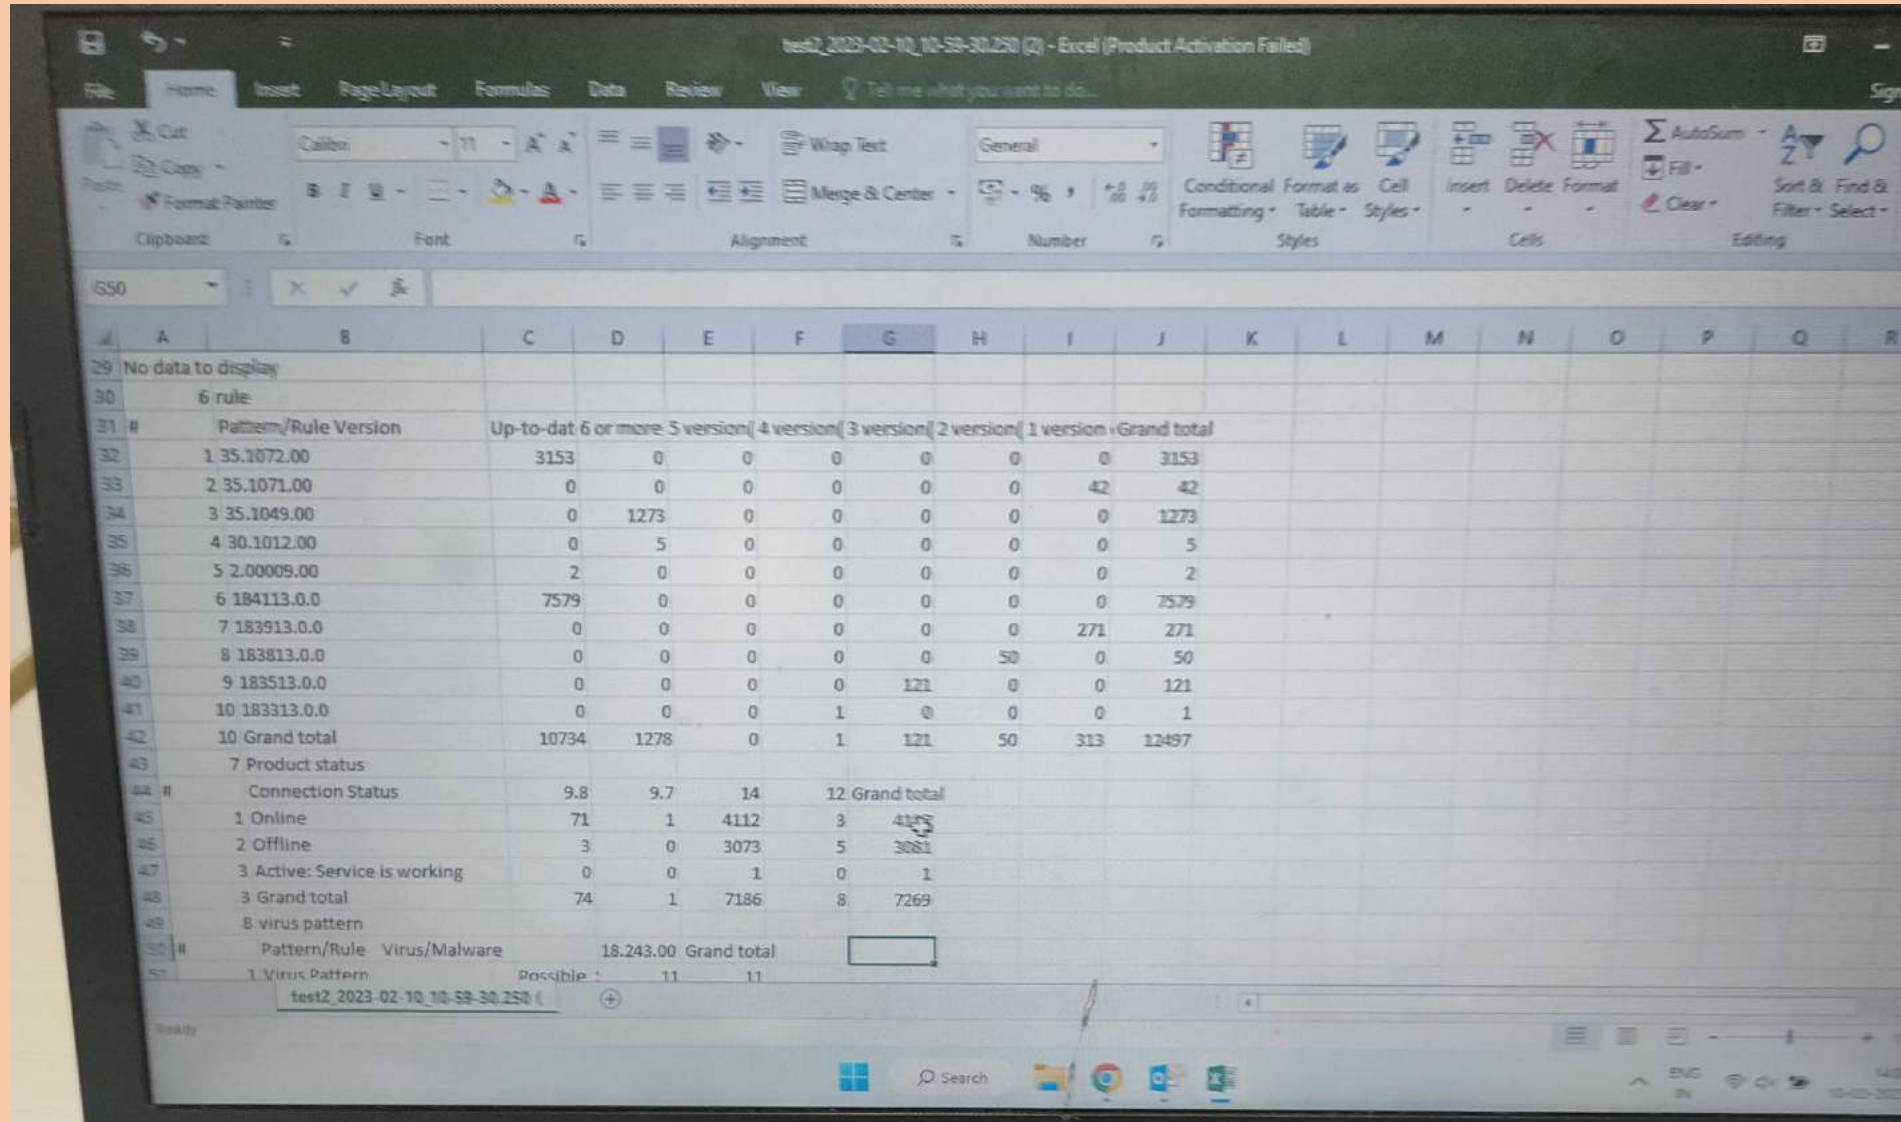 test2_2023-02-10_10-59-30.250 (2) - Excel (Product Activation Failed)
File Home Insert Page Layout Formulas Data Review View Tell me what you want to do...
Cut Calibri 11 Wrap Text General AutoSum
Copy Fill
Paste Format Painter B I U Merge & Center % Conditional Formatting Format as Table Cell Styles Insert Delete Format Clear Sort & Filter Find & Select
Clipboard Font Alignment Number Styles Cells Editing
G50
A B C D E F G H I J K L M N O P Q R
29 No data to display
30 6 rule
31 # Pattern/Rule Version Up-to-dat 6 or more 5 version( 4 version( 3 version( 2 version( 1 version Grand total
32 1 35.1072.00 3153 0 0 0 0 0 0 3153
33 2 35.1071.00 0 0 0 0 0 0 42 42
34 3 35.1049.00 0 1273 0 0 0 0 0 1273
35 4 30.1012.00 0 5 0 0 0 0 0 5
36 5 2.00009.00 2 0 0 0 0 0 0 2
37 6 184113.0.0 7579 0 0 0 0 0 0 7579
38 7 183913.0.0 0 0 0 0 0 0 271 271
39 8 183813.0.0 0 0 0 0 0 50 0 50
40 9 183513.0.0 0 0 0 0 121 0 0 121
41 10 183313.0.0 0 0 0 1 0 0 0 1
42 10 Grand total 10734 1278 0 1 121 50 313 12497
43 7 Product status
44 # Connection Status 9.8 9.7 14 12 Grand total
45 1 Online 71 1 4112 3
46 2 Offline 3 0 3073 5 3081
47 3 Active: Service is working 0 0 1 0 1
48 3 Grand total 74 1 7186 8 7269
49 8 virus pattern
50 # Pattern/Rule Virus/Malware 18.243.00 Grand total
51 1 Virus Pattern Possible 11 11
test2_2023-02-10_10-59-30.250 (
Ready
Search
ENG
IN